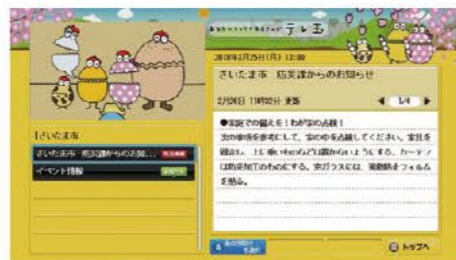 テレ玉
2019年2月25日(月) 12:00
さいたま市 防災課からのお知らせ
2月20日 11時02分 更新
1/4
●家庭での備えを！わが家の点検！
次の事項を参考にして、家の中を点検してください。家具を
固定し、上に重いものなどは置かないようにする。カーテン
は防炎加工のものにする。窓ガラスには、飛散防止フィルム
を貼る。
【さいたま市】
さいたま市 防災課からのお知...
イベント情報
トップへ